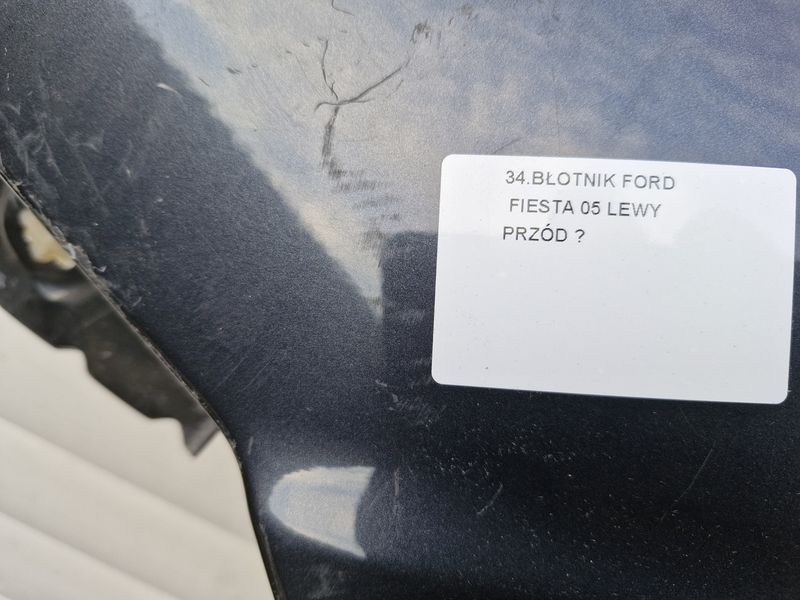 34.BŁOTNIK FORD
FIESTA 05 LEWY
PRZÓD ?